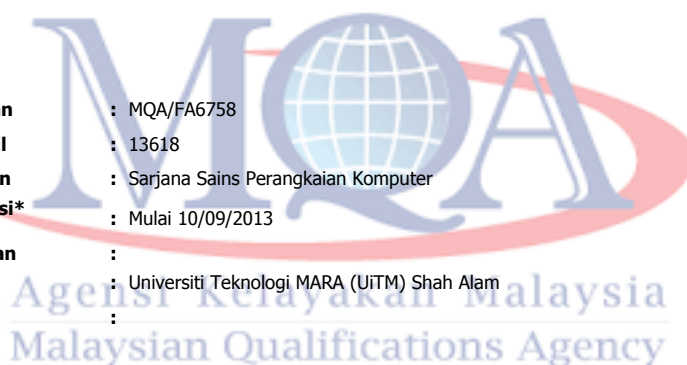 MQA
an : MQA/FA6758
l : 13618
n : Sarjana Sains Perangkaian Komputer
si*
: Mulai 10/09/2013
an :
: Universiti Teknologi MARA (UiTM) Shah Alam
:
Agensi Kelayakan Malaysia
Malaysian Qualifications Agency